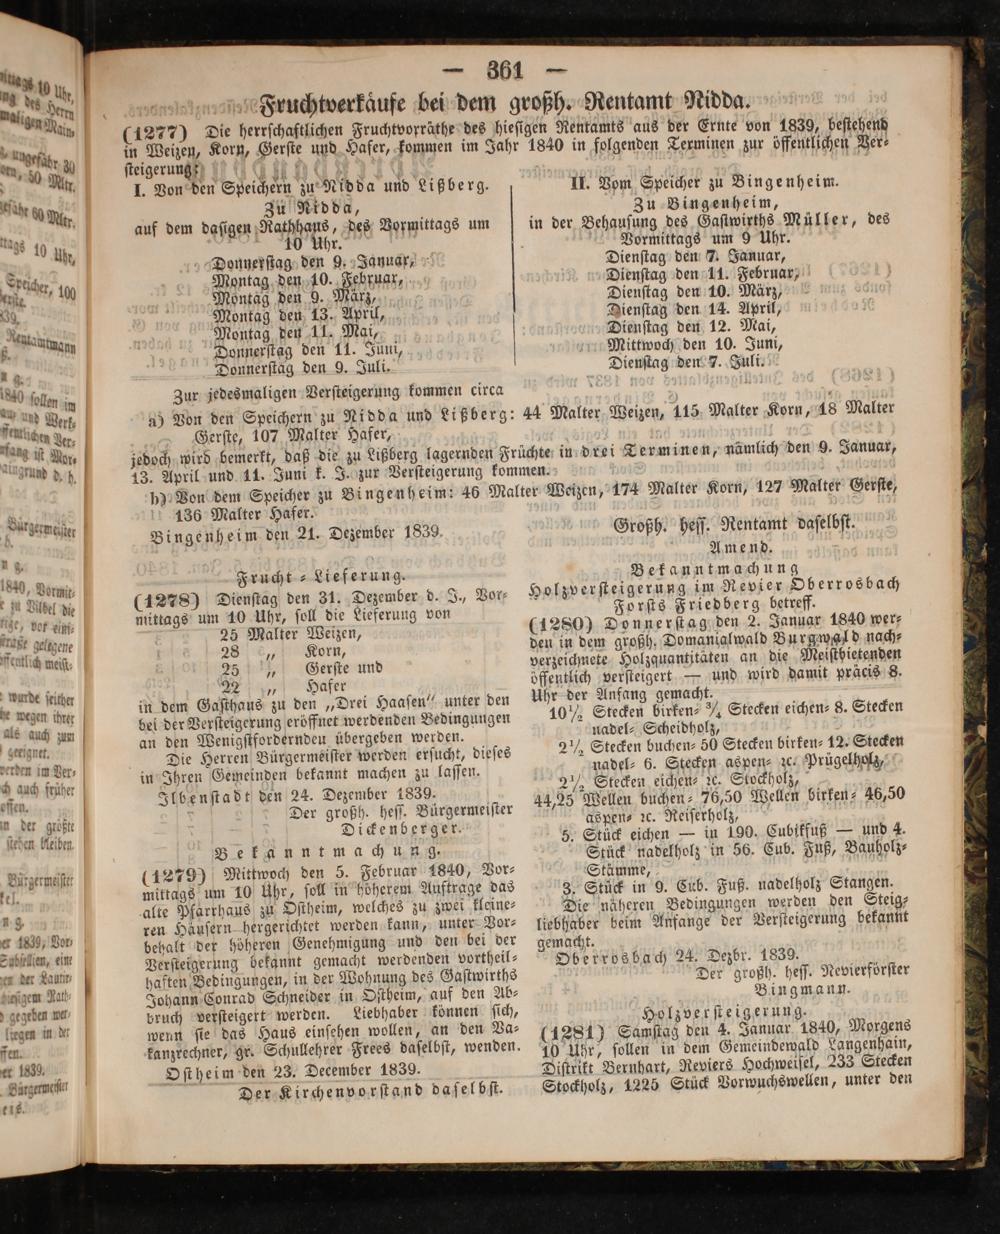 — 361 —
Fruchtverkäufe bei dem großh. Rentamt Nidda.
(1277) Die herrschaftlichen Fruchtvorräthe des hiesigen Rentamts aus der Ernte von 1839, bestehend
in Weizen, Korn, Gerste und Hafer, kommen im Jahr 1840 in folgenden Terminen zur öffentlichen Ver-
steigerung:
I. Von den Speichern zu Nidda und Lißberg.
Zu Nidda,
auf dem dasigen Rathhaus, des Vormittags um
10 Uhr.
Donnerstag den 9. Januar,
Montag den 10. Februar,
Montag den 9. März,
Montag den 13. April,
Montag den 11. Mai,
Donnerstag den 11. Juni,
Donnerstag den 9. Juli.
II. Vom Speicher zu Bingenheim.
Zu Bingenheim,
in der Behausung des Gastwirths Müller, des
Vormittags um 9 Uhr.
Dienstag den 7. Januar,
Dienstag den 11. Februar,
Dienstag den 10. März,
Dienstag den 14. April,
Dienstag den 12. Mai,
Mittwoch den 10. Juni,
Dienstag den 7. Juli.
Zur jedesmaligen Versteigerung kommen circa
a) Von den Speichern zu Nidda und Lißberg: 44 Malter Weizen, 115 Malter Korn, 18 Malter
Gerste, 107 Malter Hafer,
jedoch wird bemerkt, daß die zu Lißberg lagernden Früchte in drei Terminen, nämlich den 9. Januar,
13. April und 11. Juni k. J. zur Versteigerung kommen.
b) Von dem Speicher zu Bingenheim: 46 Malter Weizen, 174 Malter Korn, 127 Malter Gerste,
136 Malter Hafer.
Bingenheim den 21. Dezember 1839.
Großh. hess. Rentamt daselbst.
Amend.
Frucht-Lieferung.
(1278) Dienstag den 31. Dezember d. J., Vor-
mittags um 10 Uhr, soll die Lieferung von
25 Malter Weizen,
28 „ Korn,
25 „ Gerste und
22 „ Hafer
in dem Gasthaus zu den „Drei Haasen“ unter den
bei der Versteigerung eröffnet werdenden Bedingungen
an den Wenigstforderndeu übergeben werden.
Die Herren Bürgermeister werden ersucht, dieses
in Ihren Gemeinden bekannt machen zu lassen.
Ilbenstadt den 24. Dezember 1839.
Der großh. hess. Bürgermeister
Dickenberger.
Bekanntmachung.
(1279) Mittwoch den 5. Februar 1840, Vor-
mittags um 10 Uhr, soll in höherem Auftrage das
alte Pfarrhaus zu Ostheim, welches zu zwei kleine-
ren Häusern hergerichtet werden kann, unter Vor-
behalt der höheren Genehmigung und den bei der
Versteigerung bekannt gemacht werdenden vortheil-
haften Bedingungen, in der Wohnung des Gastwirths
Johann Conrad Schneider in Ostheim, auf den Ab-
bruch versteigert werden. Liebhaber können sich,
wenn sie das Haus einsehen wollen, an den Va-
kanzrechner, gr. Schullehrer Frees daselbst, wenden.
Ostheim den 23. December 1839.
Der Kirchenvorstand daselbst.
Bekanntmachung
Holzversteigerung im Revier Oberrosbach
Forsts Friedberg betreff.
(1280) Donnerstag den 2. Januar 1840 wer-
den in dem großh. Domanialwald Burgwald nach-
verzeichnete Holzquantitäten an die Meistbietenden
öffentlich versteigert — und wird damit präcis 8.
Uhr der Anfang gemacht.
10½ Stecken birken- ¾ Stecken eichen- 8. Stecken
nadel- Scheidholz,
2½ Stecken buchen- 50 Stecken birken- 12. Stecken
nadel- 6. Stecken aspen- ꝛc. Prügelholz,
2½ Stecken eichen- ꝛc. Stockholz,
44,25 Wellen buchen- 76,50 Wellen birken- 46,50
aspen- ꝛc. Reiserholz,
5. Stück eichen — in 190. Cubikfuß — und 4.
Stück nadelholz in 56. Cub. Fuß, Bauholz-
Stämme,
3. Stück in 9. Cub. Fuß. nadelholz Stangen.
Die näheren Bedingungen werden den Steig-
liebhaber beim Anfange der Versteigerung bekannt
gemacht.
Oberrosbach 24. Dezbr. 1839.
Der großh. hess. Revierförster
Bingmann.
Holzversteigerung.
(1281) Samstag den 4. Januar 1840, Morgens
10 Uhr, sollen in dem Gemeindewald Langenhain,
Distrikt Bernhart, Reviers Hochweisel, 233 Stecken
Stockholz, 1225 Stück Vorwuchswellen, unter den